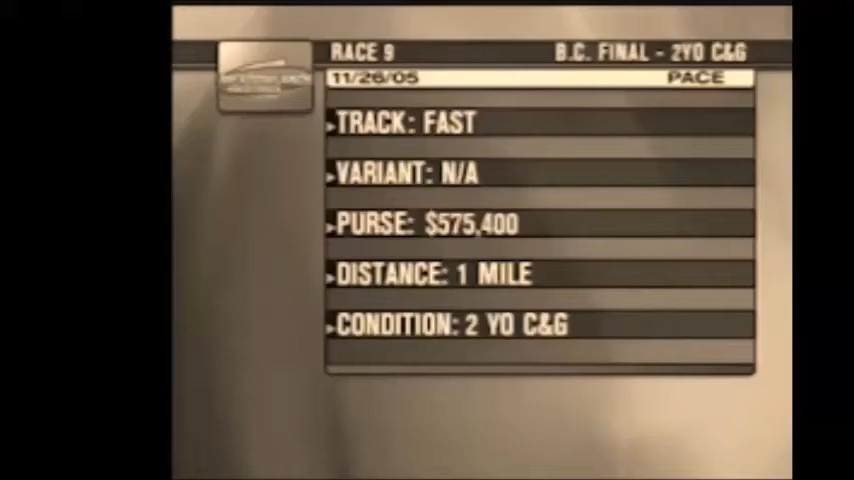 RACE 9
B.C. FINAL - 2YO C&G
11/26/05
PACE
▸TRACK: FAST
▸VARIANT: N/A
▸PURSE: $575,400
▸DISTANCE: 1 MILE
▸CONDITION: 2 YO C&G